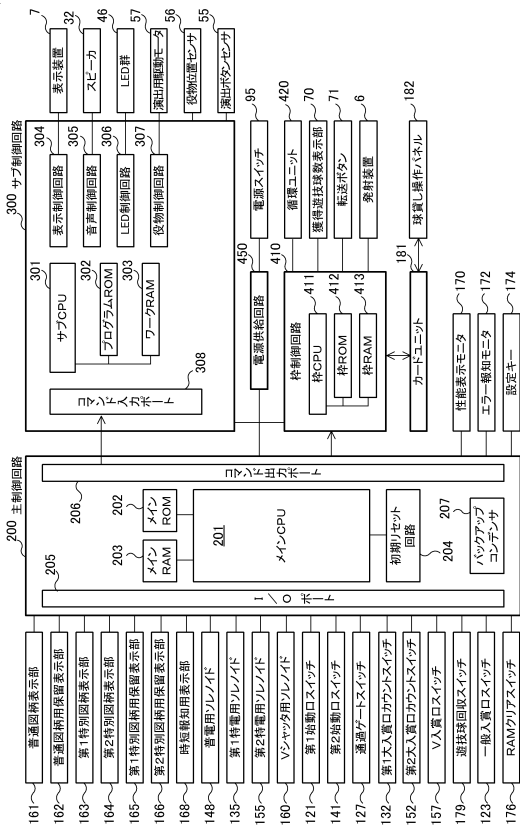 161
普通図柄表示部
162
普通図柄用保留表示部
163
第1特別図柄表示部
164
第2特別図柄表示部
165
第1特別図柄用保留表示部
166
第2特別図柄用保留表示部
168
時短報知用表示部
148
普電用ソレノイド
135
第1特電用ソレノイド
155
第2特電用ソレノイド
160
Vシャッタ用ソレノイド
121
第1始動口スイッチ
141
第2始動口スイッチ
127
通過ゲートスイッチ
132
第1大入賞口カウントスイッチ
152
第2大入賞口カウントスイッチ
157
V入賞口スイッチ
179
遊技球回収スイッチ
123
一般入賞口スイッチ
176
RAMクリアスイッチ
200 主制御回路
205
I/Oポート
203
メインRAM
202
メインROM
206
コマンド出力ポート
201
メインCPU
初期リセット回路
204
207
バックアップコンデンサ
300 サブ制御回路
301
サブCPU
302
プログラムROM
303
ワークRAM
308
コマンド入力ポート
304
表示制御回路
305
音声制御回路
306
LED制御回路
307
役物制御回路
7
表示装置
32
スピーカ
46
LED群
57
演出用駆動モータ
56
役物位置センサ
55
演出ボタンセンサ
450
電源供給回路
95
電源スイッチ
410
枠制御回路
411
枠CPU
412
枠ROM
413
枠RAM
420
循環ユニット
70
獲得遊技球数表示部
71
転送ボタン
6
発射装置
181
カードユニット
182
球貸し操作パネル
170
性能表示モニタ
172
エラー報知モニタ
174
設定キー